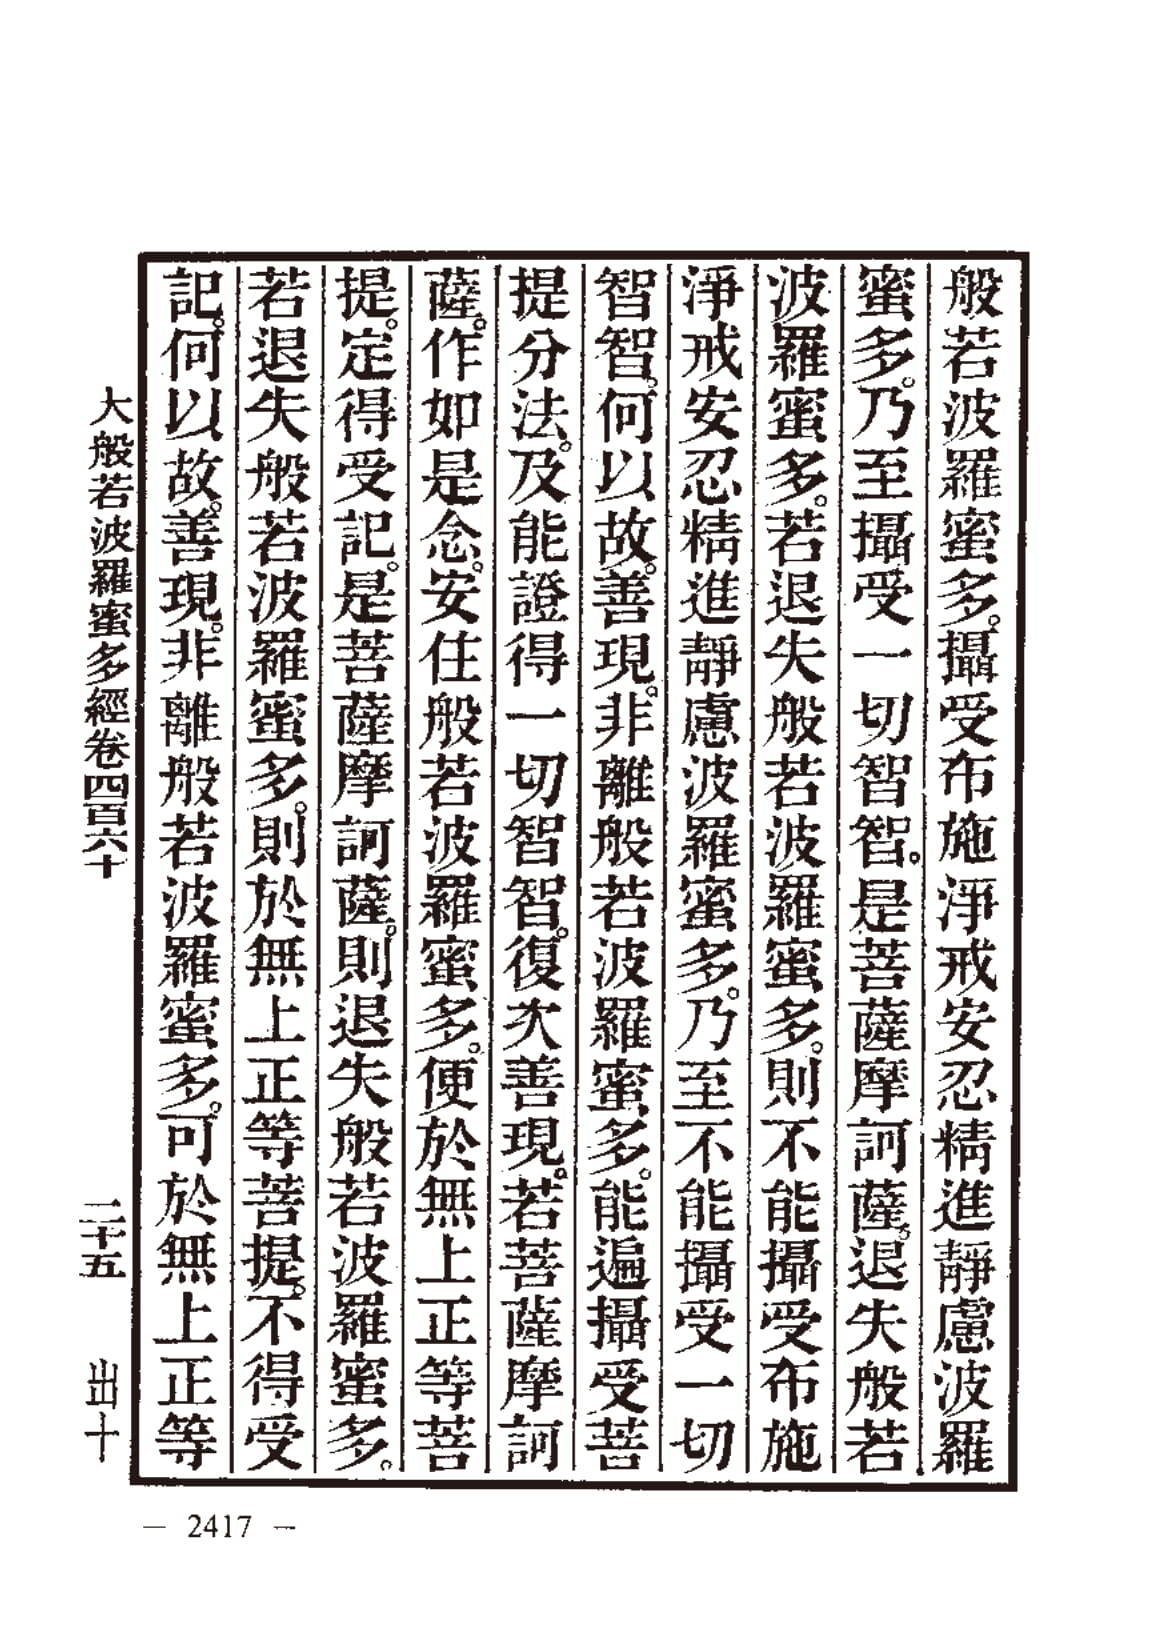 般若波羅蜜多。攝受布施淨戒安忍精進靜慮波羅
蜜多。乃至攝受一切智智。是菩薩摩訶薩。退失般若
波羅蜜多。若退失般若波羅蜜多。則不能攝受布施
淨戒安忍精進靜慮波羅蜜多。乃至不能攝受一切
智智。何以故。善現。非離般若波羅蜜多。能遍攝受菩
提分法。及能證得一切智智。復次善現。若菩薩摩訶
薩。作如是念。安住般若波羅蜜多。便於無上正等菩
提。定得受記。是菩薩摩訶薩。則退失般若波羅蜜多。
若退失般若波羅蜜多。則於無上正等菩提。不得受
記。何以故。善現。非離般若波羅蜜多。可於無上正等
大般若波羅蜜多經卷四百六十 二十五 出十
— 2417 —